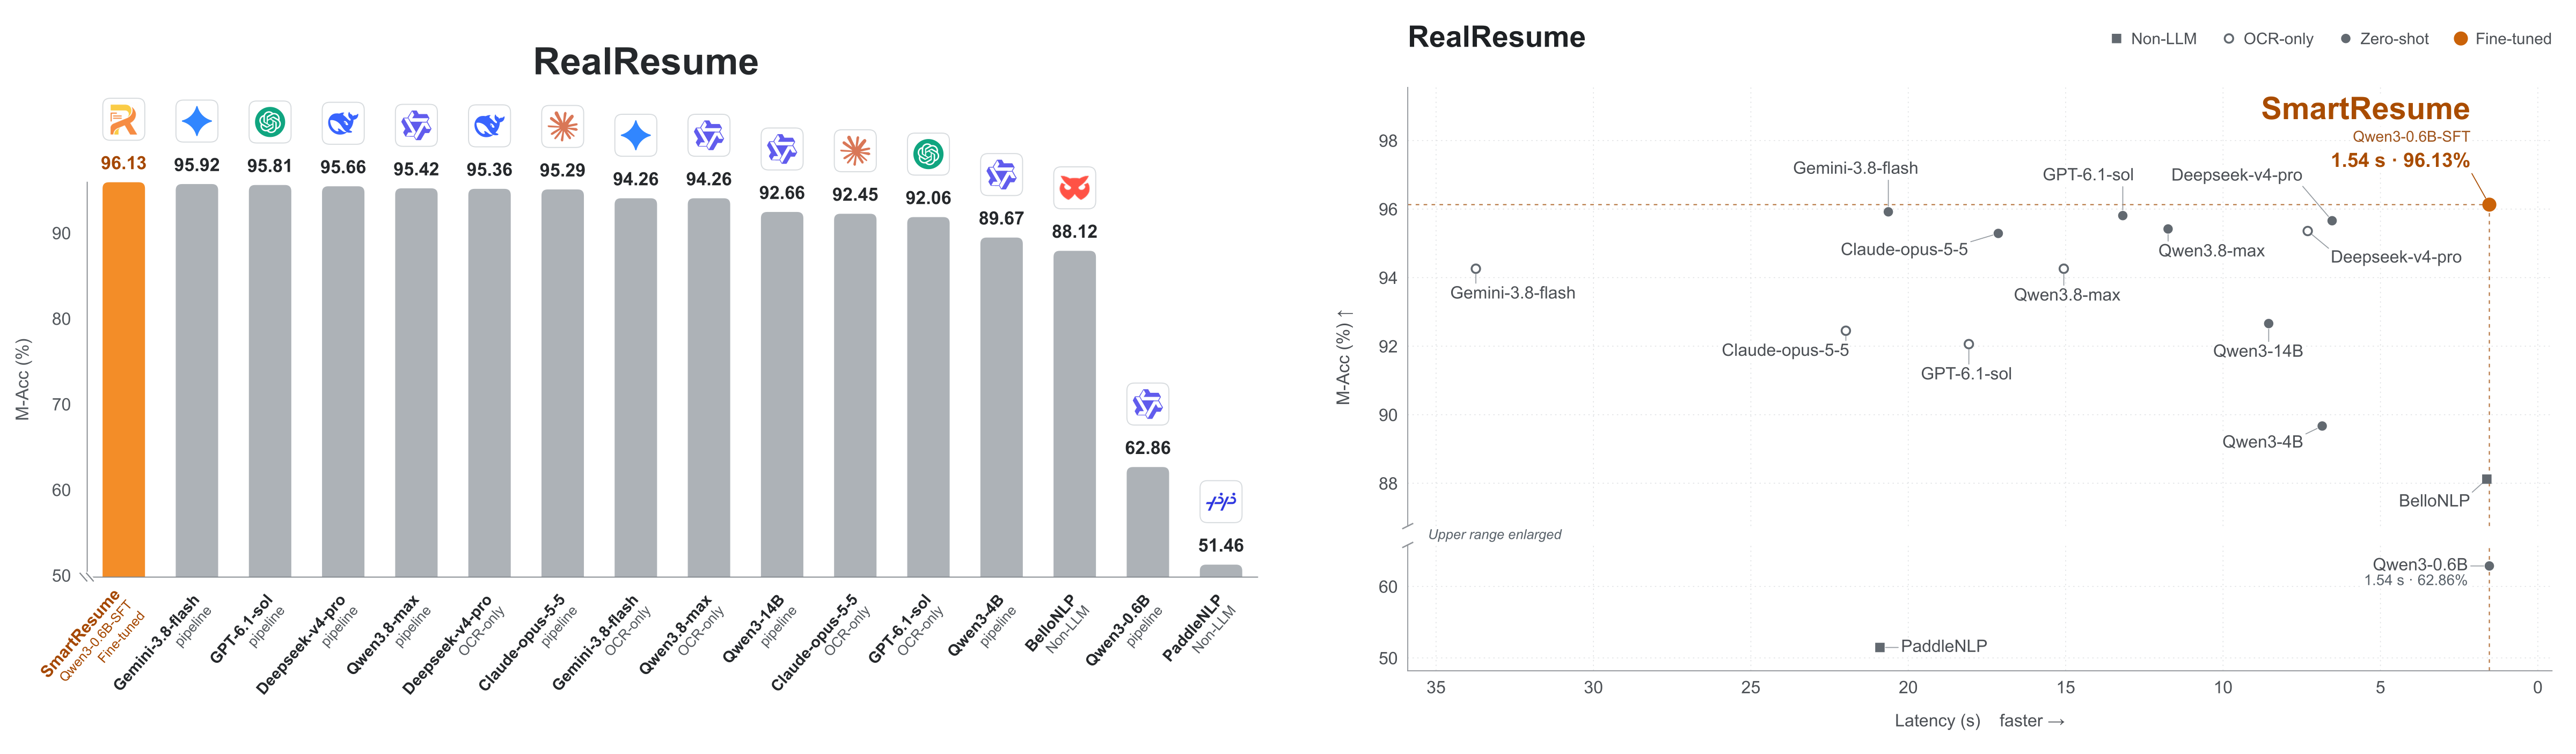 RealResume
96.13
95.92
95.81
95.66
95.42
95.36
95.29
94.26
94.26
92.66
92.45
92.06
89.67
88.12
62.86
51.46
M-Acc (%)
90
80
70
60
50
SmartResume
Qwen3-0.6B-SFT
Fine-tuned
Gemini-3.8-flash
pipeline
GPT-6.1-sol
pipeline
Deepseek-v4-pro
pipeline
Qwen3.8-max
pipeline
Deepseek-v4-pro
OCR-only
Claude-opus-5-5
pipeline
Gemini-3.8-flash
OCR-only
Qwen3.8-max
OCR-only
Qwen3-14B
pipeline
Claude-opus-5-5
OCR-only
GPT-6.1-sol
OCR-only
Qwen3-4B
pipeline
BelloNLP
Non-LLM
Qwen3-0.6B
pipeline
PaddleNLP
Non-LLM
RealResume
Non-LLM
OCR-only
Zero-shot
Fine-tuned
SmartResume
Qwen3-0.6B-SFT
1.54 s · 96.13%
Gemini-3.8-flash
GPT-6.1-sol
Deepseek-v4-pro
Claude-opus-5-5
Qwen3.8-max
Deepseek-v4-pro
Gemini-3.8-flash
Qwen3.8-max
Claude-opus-5-5
Qwen3-14B
GPT-6.1-sol
Qwen3-4B
BelloNLP
Upper range enlarged
Qwen3-0.6B
1.54 s · 62.86%
PaddleNLP
M-Acc (%) ↑
98
96
94
92
90
88
60
50
35
30
25
20
15
10
5
0
Latency (s) faster →